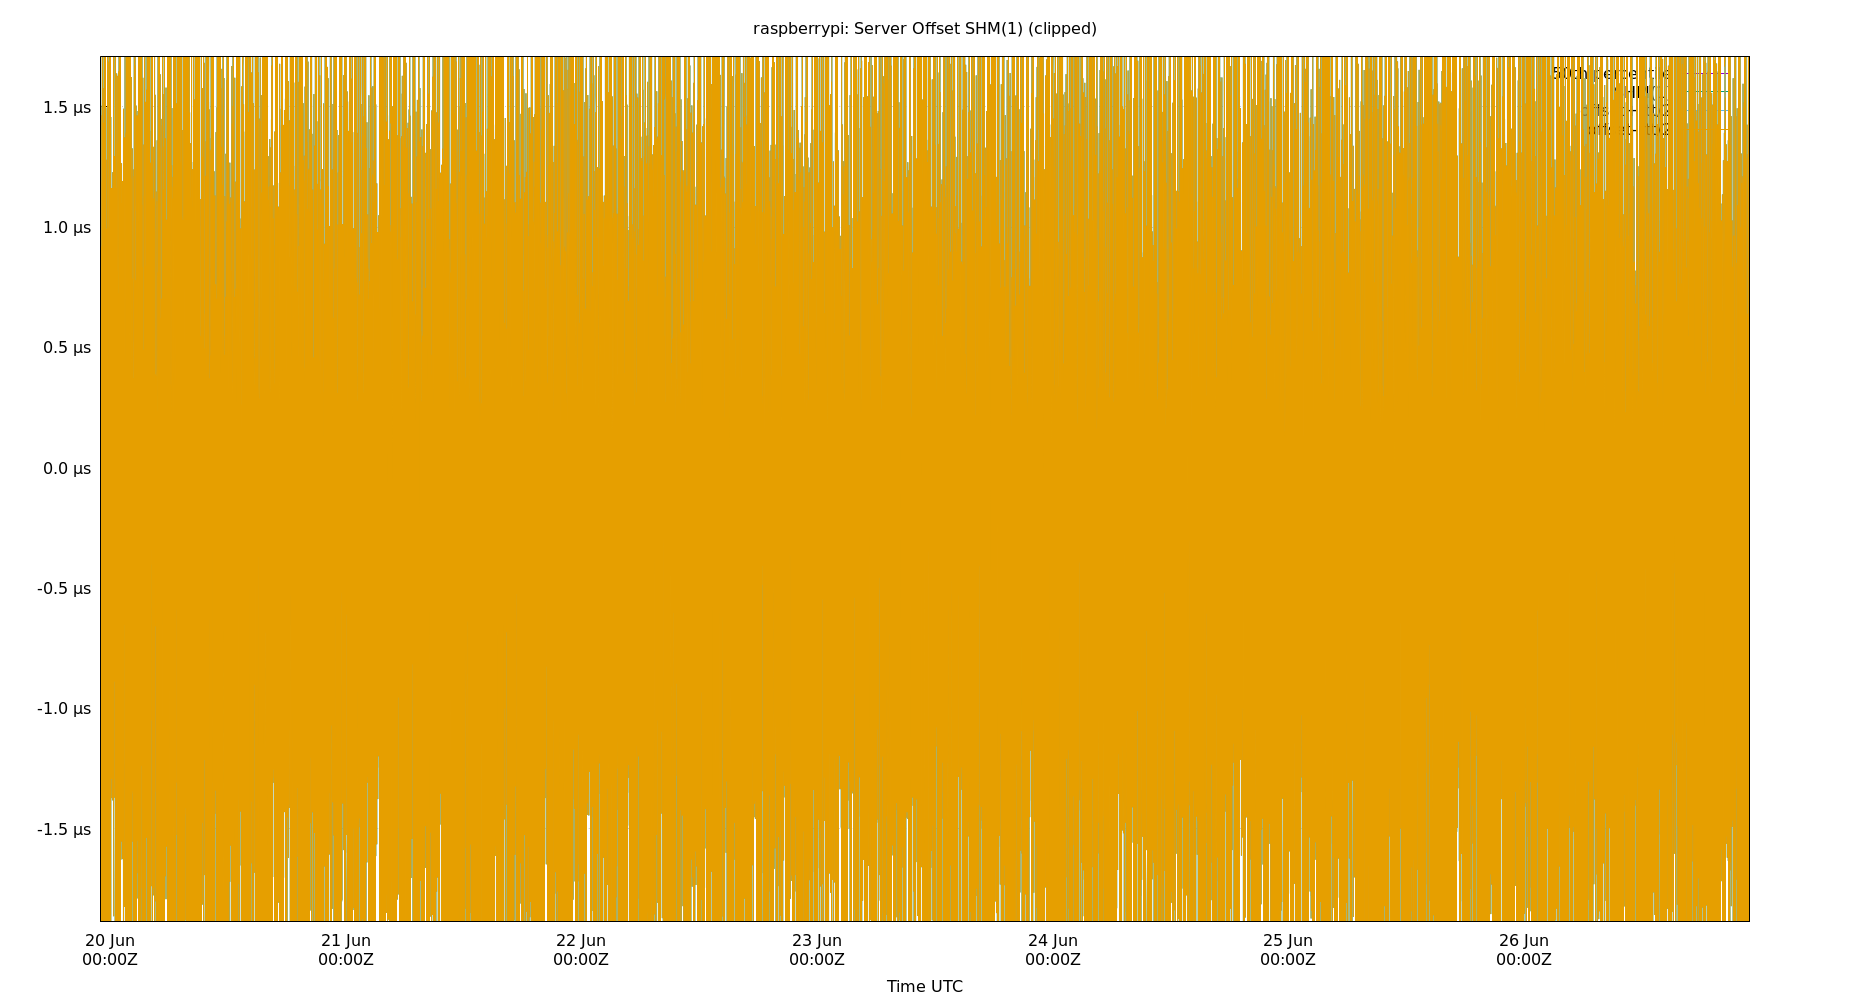 raspberrypi: Server Offset SHM(1) (clipped)
1.5 µs
1.0 µs
0.5 µs
0.0 µs
-0.5 µs
-1.0 µs
-1.5 µs
20 Jun 21 Jun 22 Jun 23 Jun 24 Jun 25 Jun 26 Jun
00:00Z 00:00Z 00:00Z 00:00Z 00:00Z 00:00Z 00:00Z
Time UTC